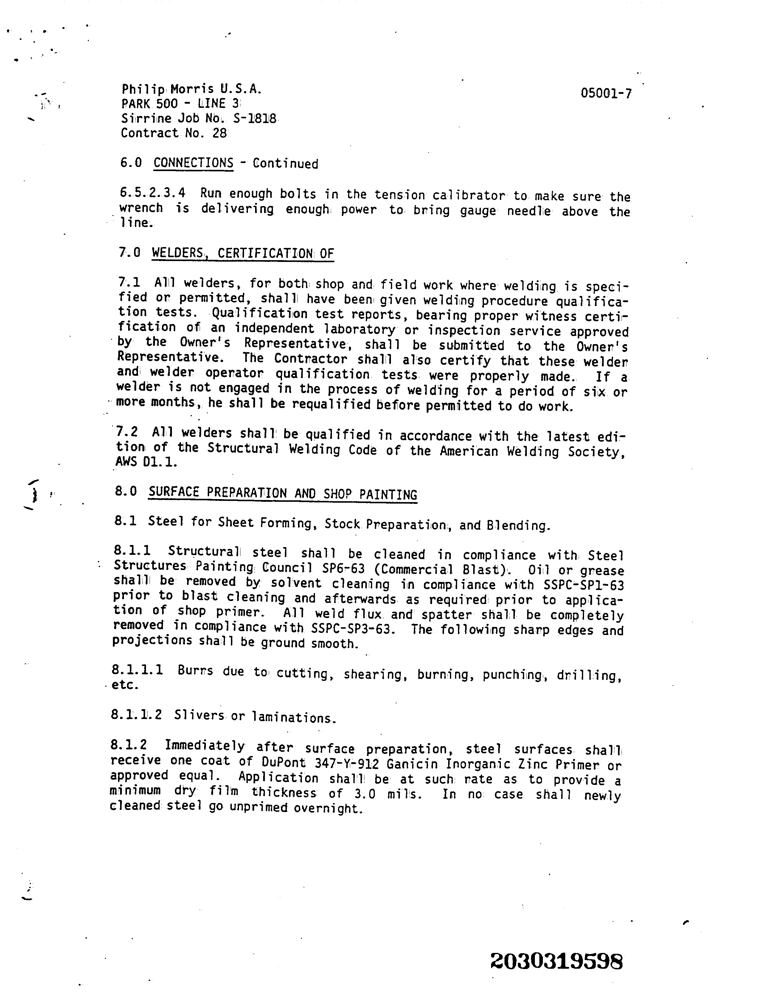 Philip Morris U.S.A.
05001-7
PARK 500 - LINE 3
Sirrine Job No. S-1818
Contract No. 28
6.0 CONNECTIONS - Continued
6.5.2.3.4 Run enough bolts in the tension calibrator to make sure the
wrench is delivering enough power to bring gauge needle above the
line.
7.0 WELDERS, CERTIFICATION OF
7.1 All welders, for both shop and field work where welding is speci-
fied or permitted, shall have been given welding procedure qualifica-
tion tests. Qualification test reports, bearing proper witness certi-
fication of an independent laboratory or inspection service approved
by the Owner's Representative, shall be submitted to the Owner's
Representative. The Contractor shall also certify that these welder
and welder operator qualification tests were properly made. If a
welder is not engaged in the process of welding for a period of six or
more months, he shall be requalified before permitted to do work.
7.2 All welders shall be qualified in accordance with the latest edi-
tion of the Structural Welding Code of the American Welding Society,
AWS D1.1.
8.0 SURFACE PREPARATION AND SHOP PAINTING
8.1 Steel for Sheet Forming, Stock Preparation, and Blending.
8.1.1 Structural steel shall be cleaned in compliance with Steel
Structures Painting Council SP6-63 (Commercial Blast). Oil or grease
shall be removed by solvent cleaning in compliance with SSPC-SP1-63
prior to blast cleaning and afterwards as required prior to applica-
tion of shop primer. All weld flux and spatter shall be completely
removed in compliance with SSPC-SP3-63. The following sharp edges and
projections shall be ground smooth.
8.1.1.1 Burrs due to cutting, shearing, burning, punching, drilling,
etc.
8.1.1.2 Slivers or laminations.
8.1.2 Immediately after surface preparation, steel surfaces shall
receive one coat of DuPont 347-Y-912 Ganicin Inorganic Zinc Primer or
approved equal. Application shall be at such rate as to provide a
minimum dry film thickness of 3.0 mils. In no case shall newly
cleaned steel go unprimed overnight.
2030319598